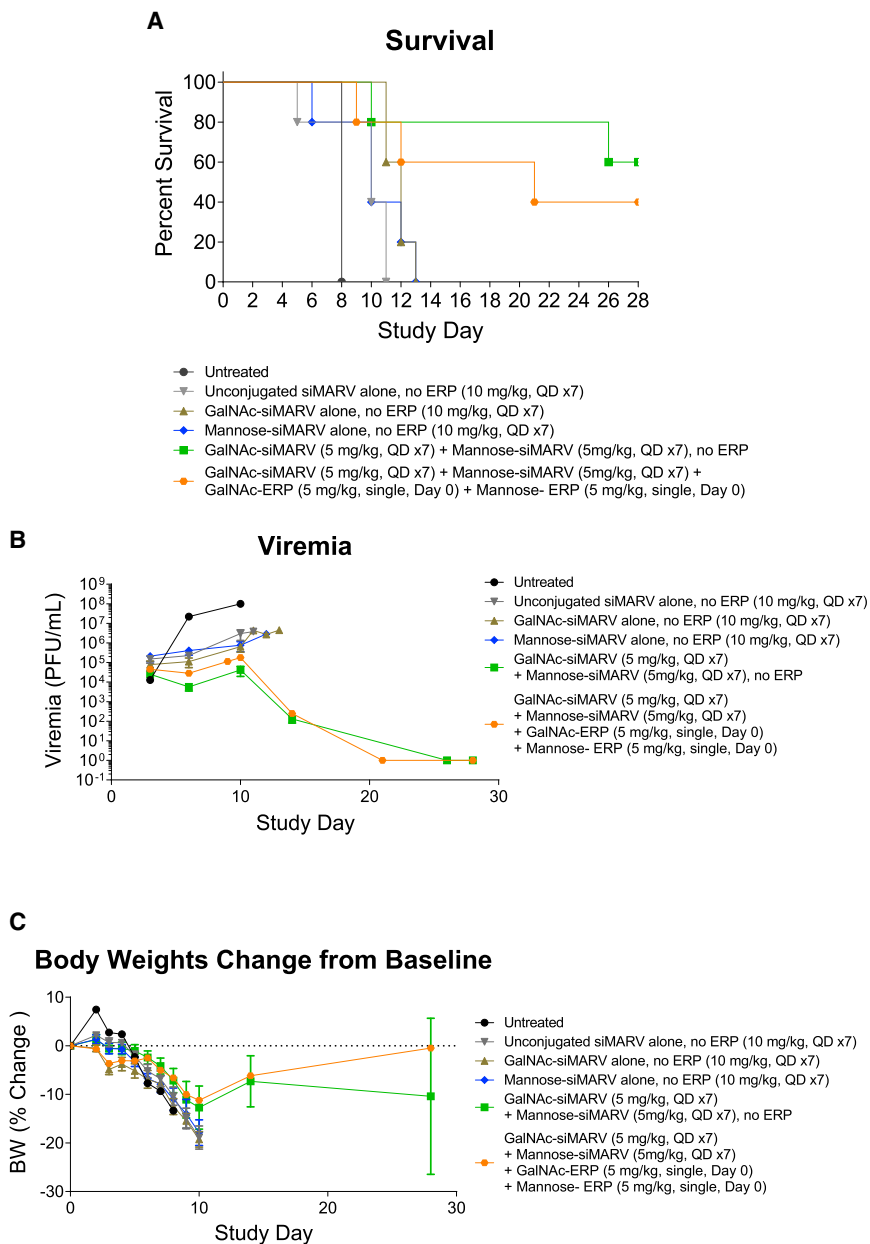 A
Survival
100
80
60
40
20
0
Percent Survival
0 2 4 6 8 10 12 14 16 18 20 22 24 26 28
Study Day
Untreated
Unconjugated siMARV alone, no ERP (10 mg/kg, QD x7)
GalNAc-siMARV alone, no ERP (10 mg/kg, QD x7)
Mannose-siMARV alone, no ERP (10 mg/kg, QD x7)
GalNAc-siMARV (5 mg/kg, QD x7) + Mannose-siMARV (5mg/kg, QD x7), no ERP
GalNAc-siMARV (5 mg/kg, QD x7) + Mannose-siMARV (5mg/kg, QD x7) +
GalNAc-ERP (5 mg/kg, single, Day 0) + Mannose- ERP (5 mg/kg, single, Day 0)
B
Viremia
10⁹
10⁸
10⁷
10⁶
10⁵
10⁴
10³
10²
10¹
10⁰
10⁻¹
Viremia (PFU/mL)
0 10 20 30
Study Day
Untreated
Unconjugated siMARV alone, no ERP (10 mg/kg, QD x7)
GalNAc-siMARV alone, no ERP (10 mg/kg, QD x7)
Mannose-siMARV alone, no ERP (10 mg/kg, QD x7)
GalNAc-siMARV (5 mg/kg, QD x7)
+ Mannose-siMARV (5mg/kg, QD x7), no ERP
GalNAc-siMARV (5 mg/kg, QD x7)
+ Mannose-siMARV (5mg/kg, QD x7)
+ GalNAc-ERP (5 mg/kg, single, Day 0)
+ Mannose- ERP (5 mg/kg, single, Day 0)
C
Body Weights Change from Baseline
10
0
-10
-20
-30
BW (% Change )
0 10 20 30
Study Day
Untreated
Unconjugated siMARV alone, no ERP (10 mg/kg, QD x7)
GalNAc-siMARV alone, no ERP (10 mg/kg, QD x7)
Mannose-siMARV alone, no ERP (10 mg/kg, QD x7)
GalNAc-siMARV (5 mg/kg, QD x7)
+ Mannose-siMARV (5mg/kg, QD x7), no ERP
GalNAc-siMARV (5 mg/kg, QD x7)
+ Mannose-siMARV (5mg/kg, QD x7)
+ GalNAc-ERP (5 mg/kg, single, Day 0)
+ Mannose- ERP (5 mg/kg, single, Day 0)